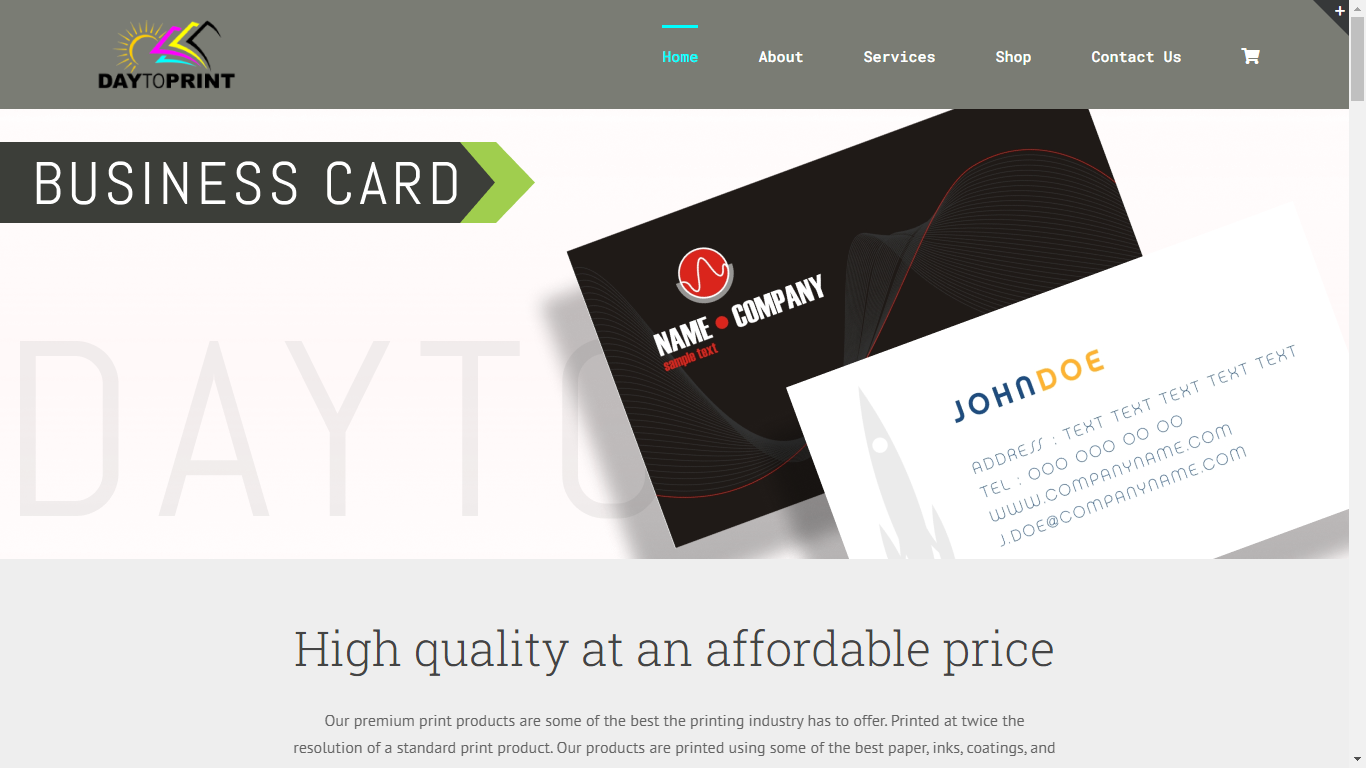 DAYTOPRINT
Home About Services Shop Contact Us
BUSINESS CARD
DAYTO
NAME COMPANY
sample text
JOHNDOE
ADDRESS : TEXT TEXT TEXT TEXT TEXT
TEL : 000 000 00 00
WWW.COMPANYNAME.COM
J.DOE@COMPANYNAME.COM
High quality at an affordable price
Our premium print products are some of the best the printing industry has to offer. Printed at twice the
resolution of a standard print product. Our products are printed using some of the best paper, inks, coatings, and